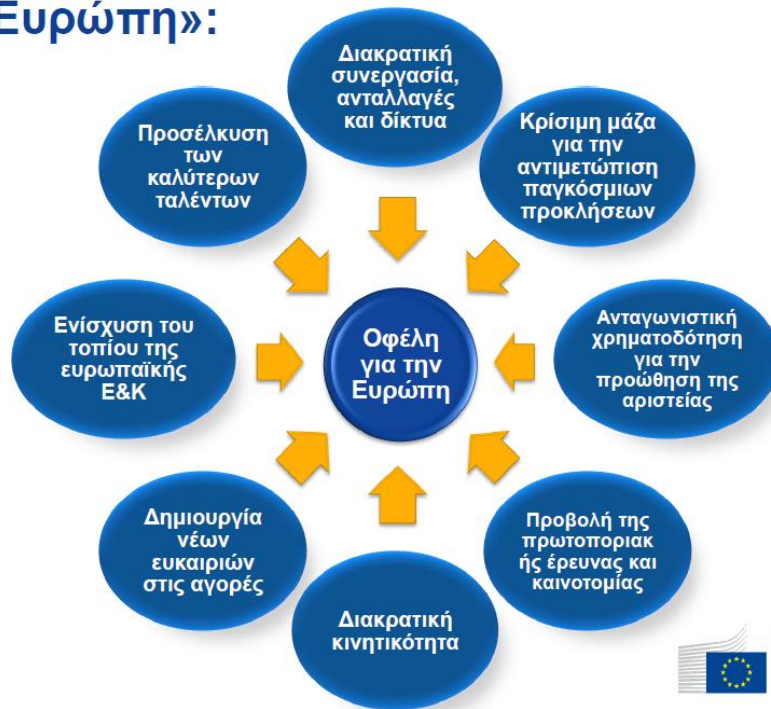 Ευρώπη»:
Διακρατική
συνεργασία,
ανταλλαγές
και δίκτυα
Κρίσιμη μάζα
για την
αντιμετώπιση
παγκόσμιων
προκλήσεων
Ανταγωνιστική
χρηματοδότηση
για την
προώθηση της
αριστείας
Προβολή της
πρωτοποριακ
ής έρευνας και
καινοτομίας
Διακρατική
κινητικότητα
Δημιουργία
νέων
ευκαιριών
στις αγορές
Ενίσχυση του
τοπίου της
ευρωπαϊκής
Ε&Κ
Προσέλκυση
των
καλύτερων
ταλέντων
Οφέλη
για την
Ευρώπη